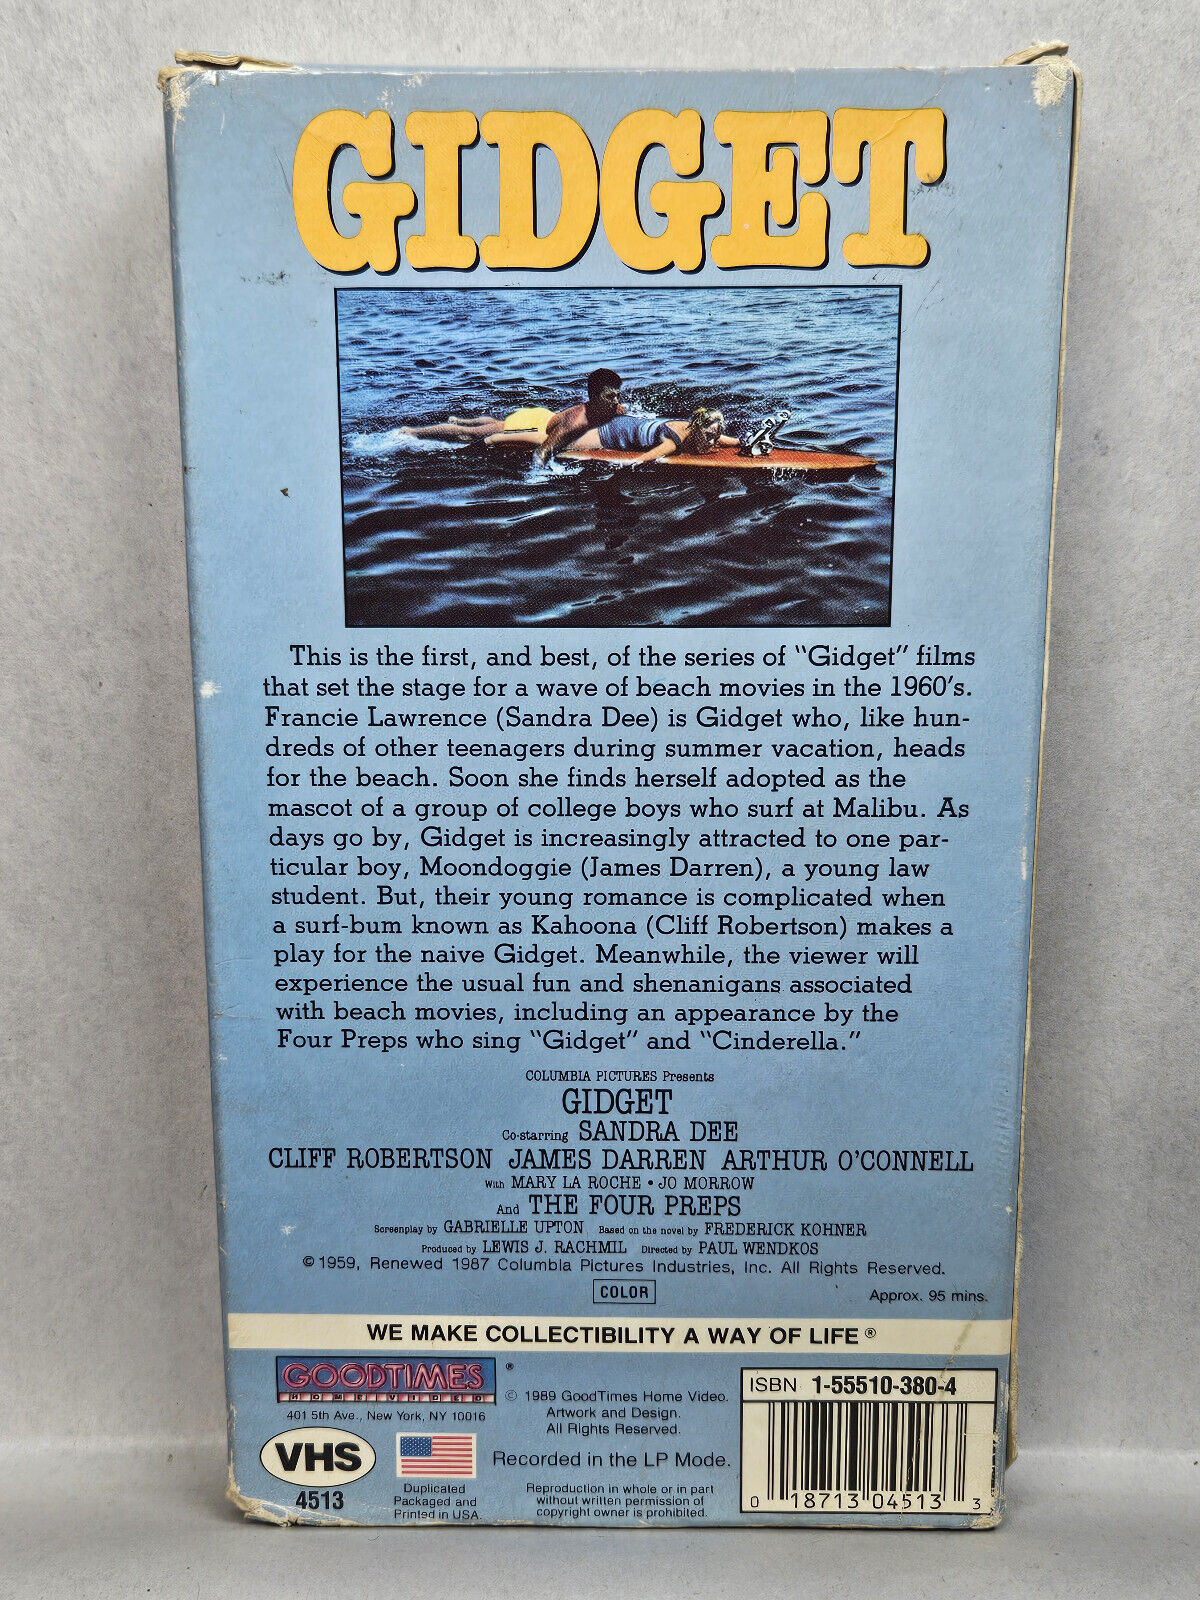 GIDGET
This is the first, and best, of the series of "Gidget" films
that set the stage for a wave of beach movies in the 1960's.
Francie Lawrence (Sandra Dee) is Gidget who, like hun-
dreds of other teenagers during summer vacation, heads
for the beach. Soon she finds herself adopted as the
mascot of a group of college boys who surf at Malibu. As
days go by, Gidget is increasingly attracted to one par-
ticular boy, Moondoggie (James Darren), a young law
student. But, their young romance is complicated when
a surf-bum known as Kahoona (Cliff Robertson) makes a
play for the naive Gidget. Meanwhile, the viewer will
experience the usual fun and shenanigans associated
with beach movies, including an appearance by the
Four Preps who sing "Gidget" and "Cinderella."
COLUMBIA PICTURES Presents
GIDGET
Co-starring SANDRA DEE
CLIFF ROBERTSON JAMES DARREN ARTHUR O'CONNELL
With MARY LA ROCHE • JO MORROW
And THE FOUR PREPS
Screenplay by GABRIELLE UPTON Based on the novel by FREDERICK KOHNER
Produced by LEWIS J. RACHMIL Directed by PAUL WENDKOS
© 1959, Renewed 1987 Columbia Pictures Industries, Inc. All Rights Reserved.
COLOR
Approx. 95 mins.
WE MAKE COLLECTIBILITY A WAY OF LIFE®
GOODTIMES ®
HOME VIDEO
401 5th Ave., New York, NY 10016
VHS
4513
Duplicated
Packaged and
Printed in USA.
© 1989 GoodTimes Home Video.
Artwork and Design.
All Rights Reserved.
Recorded in the LP Mode.
Reproduction in whole or in part
without written permission of
copyright owner is prohibited.
ISBN 1-55510-380-4
0 18713 04513 3